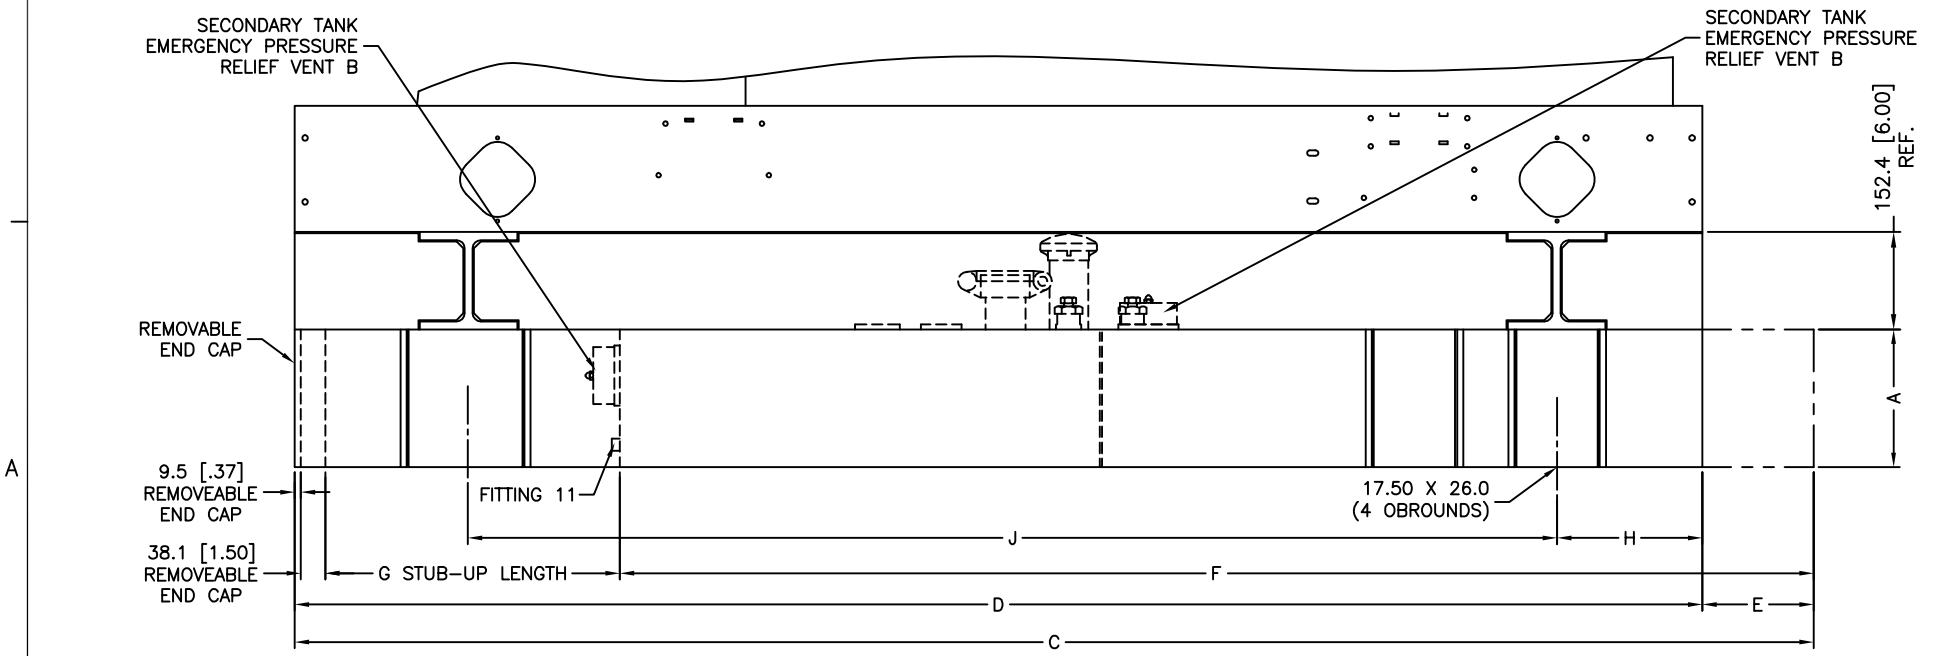 SECONDARY TANK
EMERGENCY PRESSURE
RELIEF VENT B
SECONDARY TANK
EMERGENCY PRESSURE
RELIEF VENT B
152.4 [6.00]
REF.
REMOVABLE
END CAP
A
A
9.5 [.37]
REMOVEABLE
END CAP
FITTING 11
17.50 X 26.0
(4 OBROUNDS)
J
H
38.1 [1.50]
REMOVEABLE
END CAP
G STUB-UP LENGTH
F
D
E
C